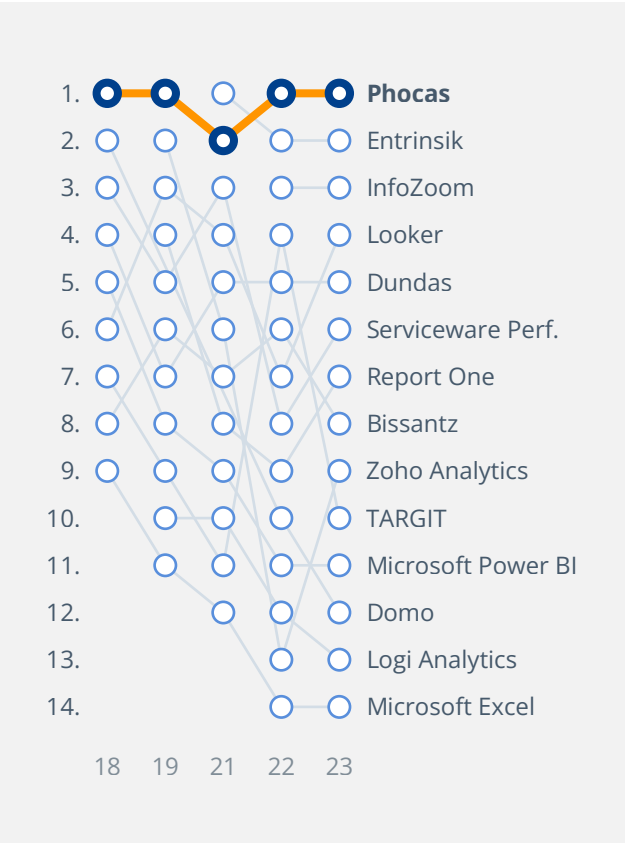 1. Phocas
2. Entrinsik
3. InfoZoom
4. Looker
5. Dundas
6. Serviceware Perf.
7. Report One
8. Bissantz
9. Zoho Analytics
10. TARGIT
11. Microsoft Power BI
12. Domo
13. Logi Analytics
14. Microsoft Excel
18 19 21 22 23